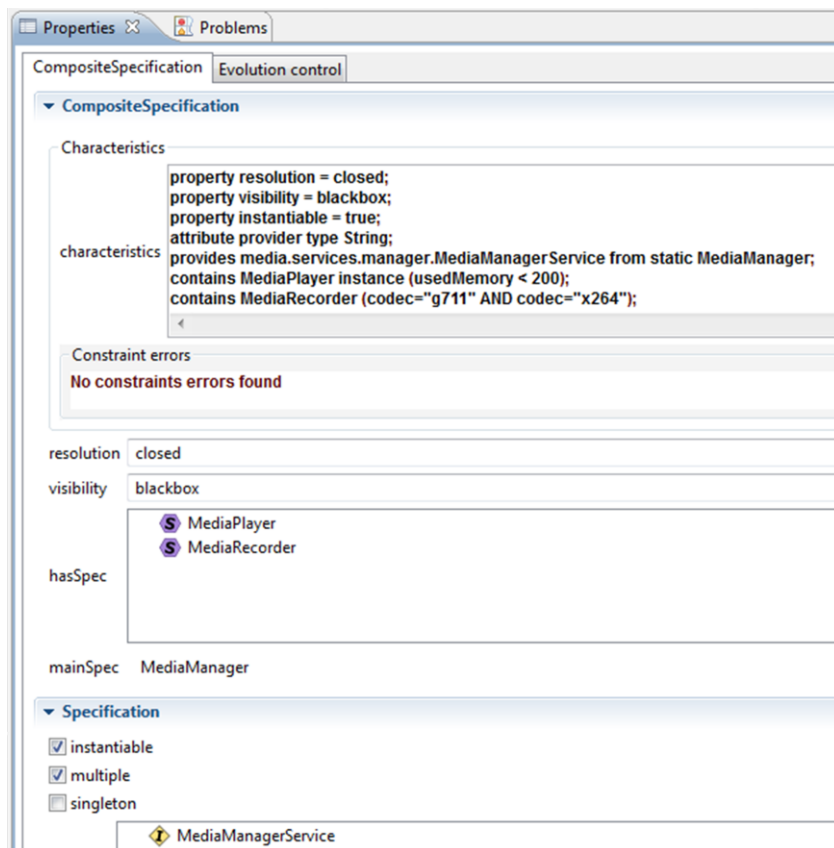 Properties Problems
CompositeSpecification Evolution control
CompositeSpecification
Characteristics
characteristics
property resolution = closed;
property visibility = blackbox;
property instantiable = true;
attribute provider type String;
provides media.services.manager.MediaManagerService from static MediaManager;
contains MediaPlayer instance (usedMemory < 200);
contains MediaRecorder (codec="g711" AND codec="x264");
Constraint errors
No constraints errors found
resolution closed
visibility blackbox
hasSpec
S MediaPlayer
S MediaRecorder
mainSpec MediaManager
Specification
instantiable
multiple
singleton
I MediaManagerService